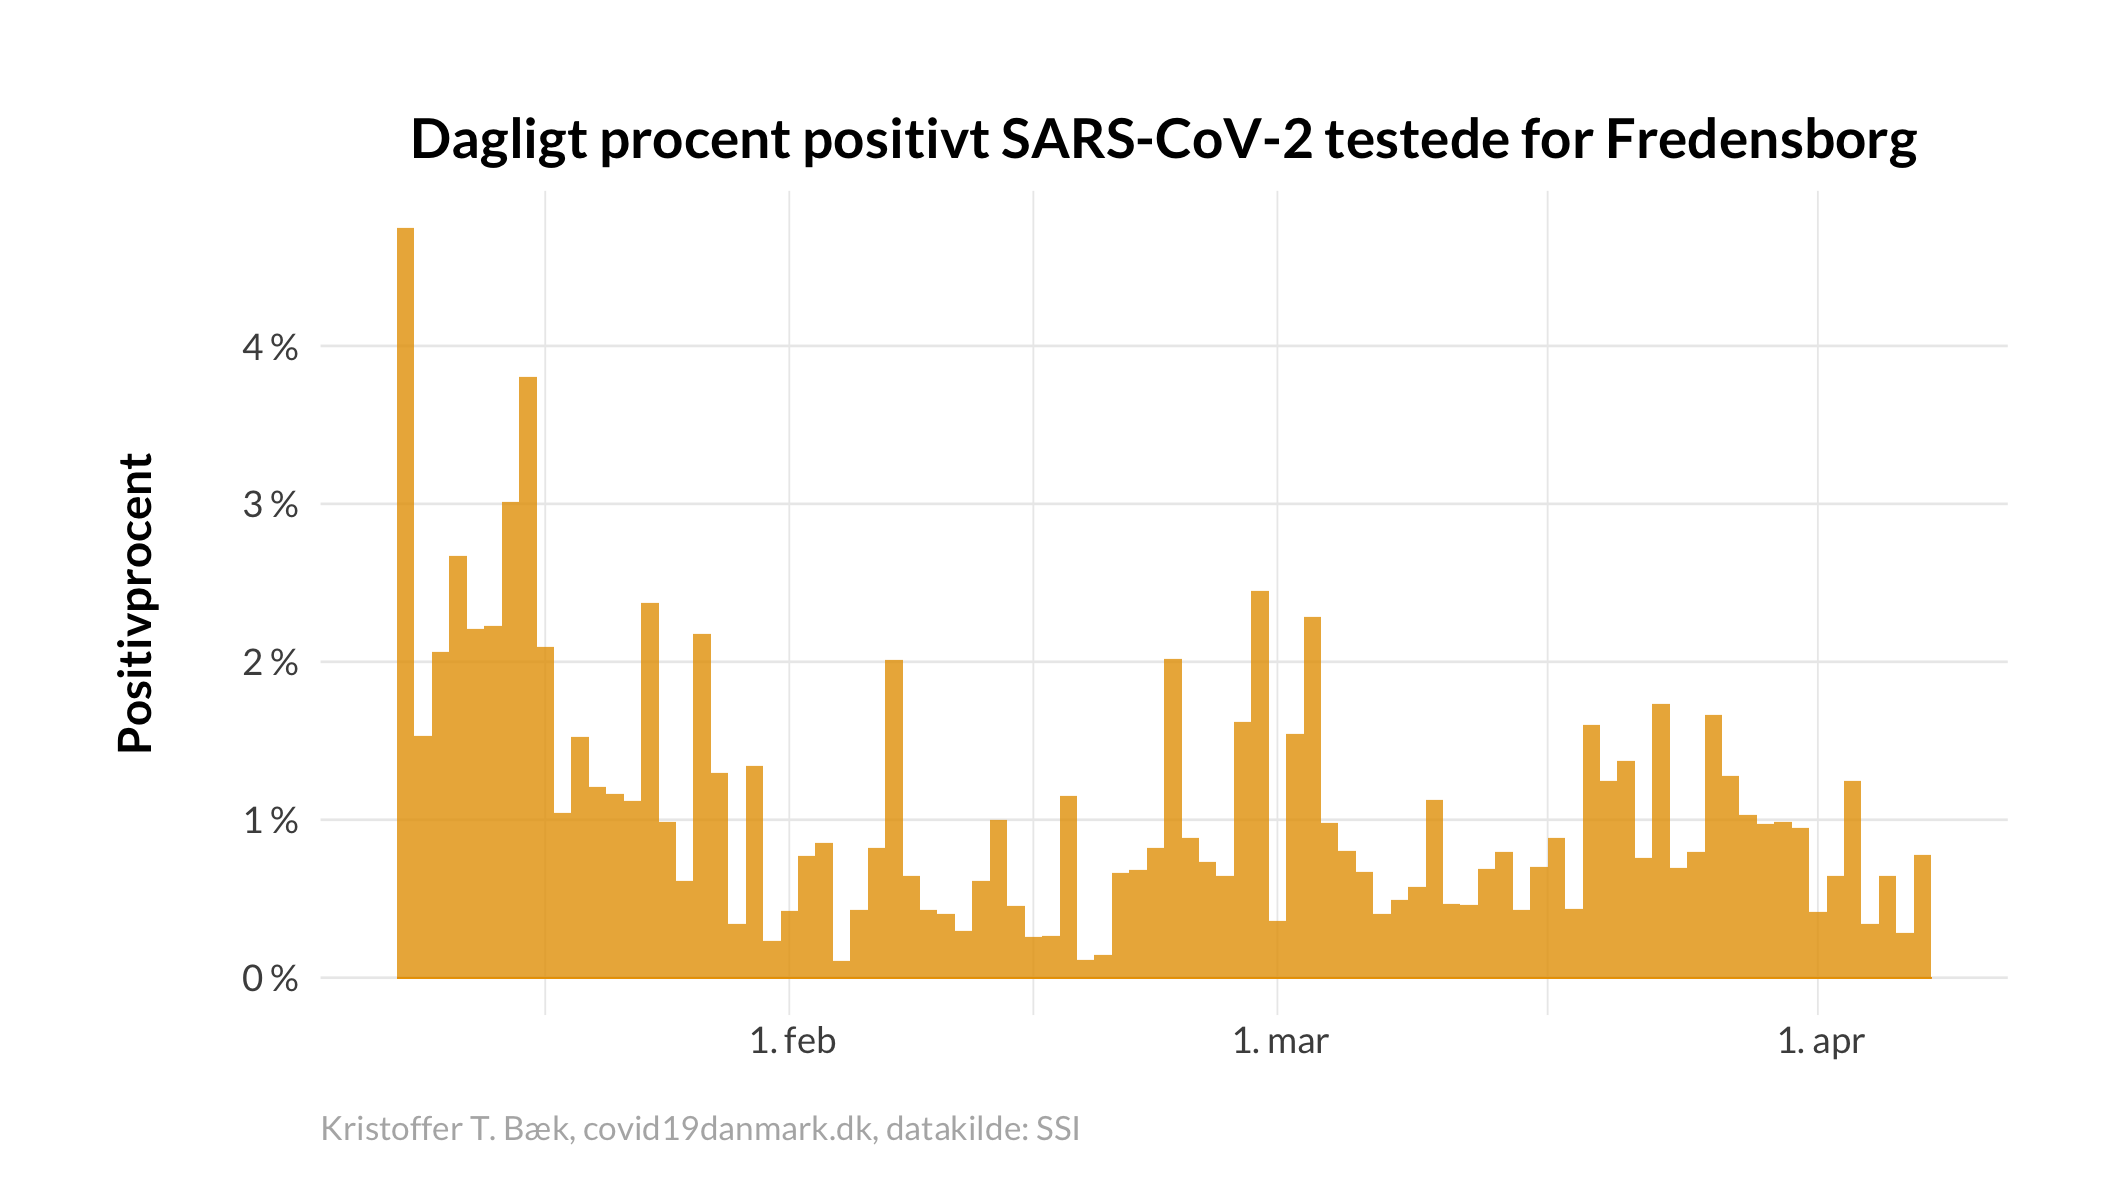 Dagligt procent positivt SARS-CoV-2 testede for Fredensborg
Positivprocent
4 %
3 %
2 %
1 %
0 %
1. feb
1. mar
1. apr
Kristoffer T. Bæk, covid19danmark.dk, datakilde: SSI